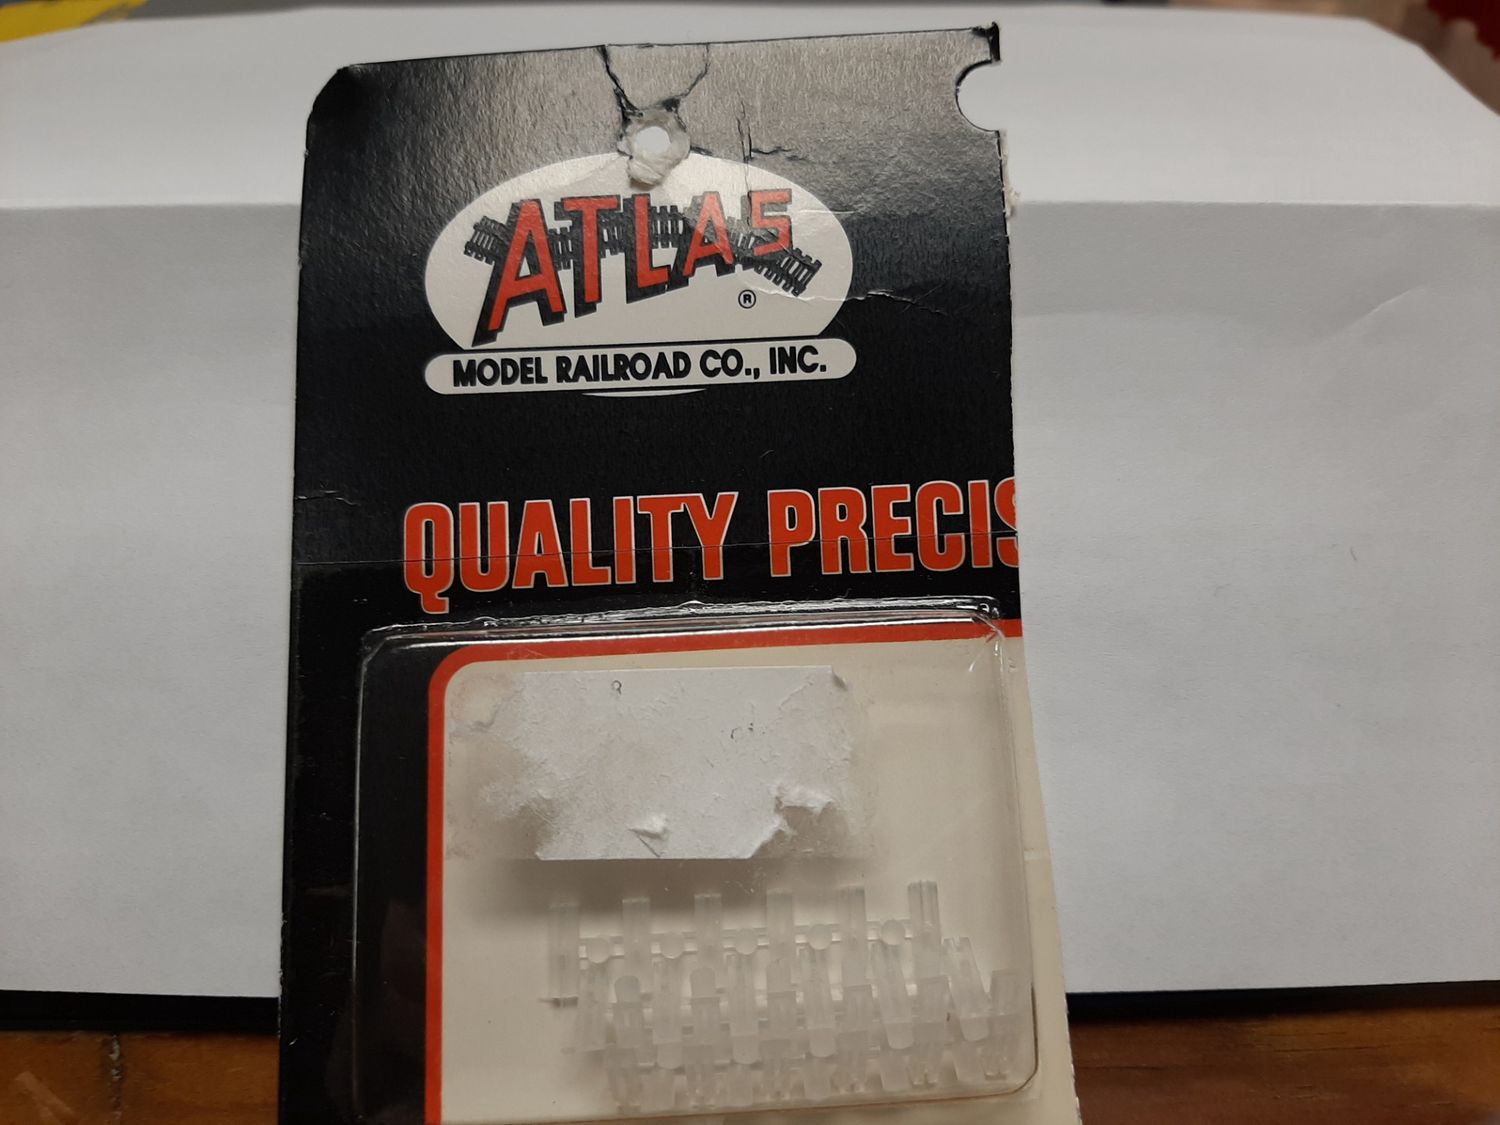 ATLAS
®
MODEL RAILROAD CO., INC.
QUALITY PRECIS